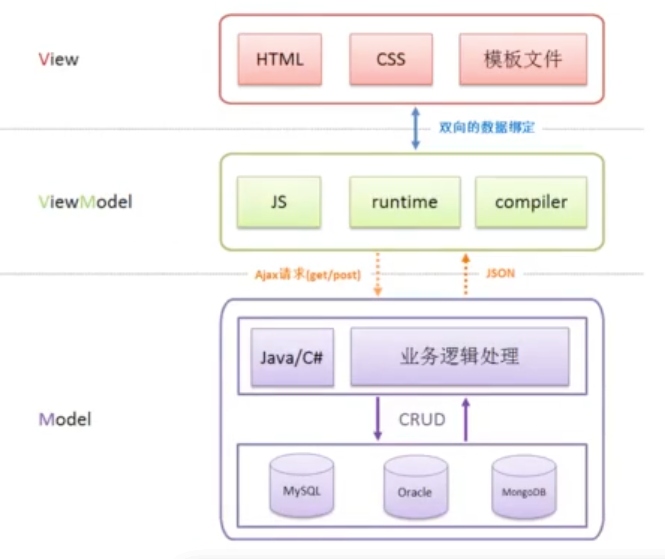 View
HTML
CSS
模板文件
双向的数据绑定
ViewModel
JS
runtime
compiler
Ajax请求(get/post)
JSON
Java/C#
业务逻辑处理
Model
CRUD
MySQL
Oracle
MongoDB